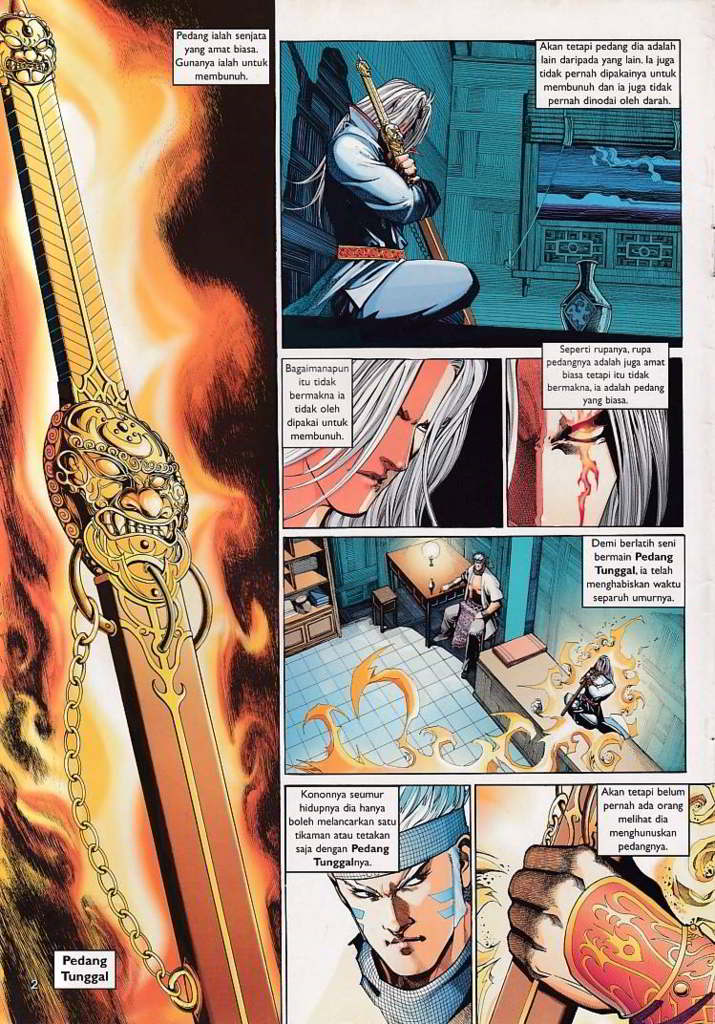 Pedang ialah senjata
yang amat biasa.
Gunanya ialah untuk
membunuh.
Akan tetapi pedang dia adalah
lain daripada yang lain. Ia juga
tidak pernah dipakainya untuk
membunuh dan ia juga tidak
pernah dinodai oleh darah.
Bagaimanapun
itu tidak
bermakna ia
tidak oleh
dipakai untuk
membunuh.
Seperti rupanya, rupa
pedangnya adalah juga amat
biasa tetapi itu tidak
bermakna, ia adalah pedang
yang biasa.
Demi berlatih seni
bermain Pedang
Tunggal, ia telah
menghabiskan waktu
separuh umurnya.
Kononnya seumur
hidupnya dia hanya
boleh melancarkan satu
tikaman atau tetakan
saja dengan Pedang
Tunggalnya.
Akan tetapi belum
pernah ada orang
melihat dia
menghunuskan
pedangnya.
Pedang
Tunggal
2